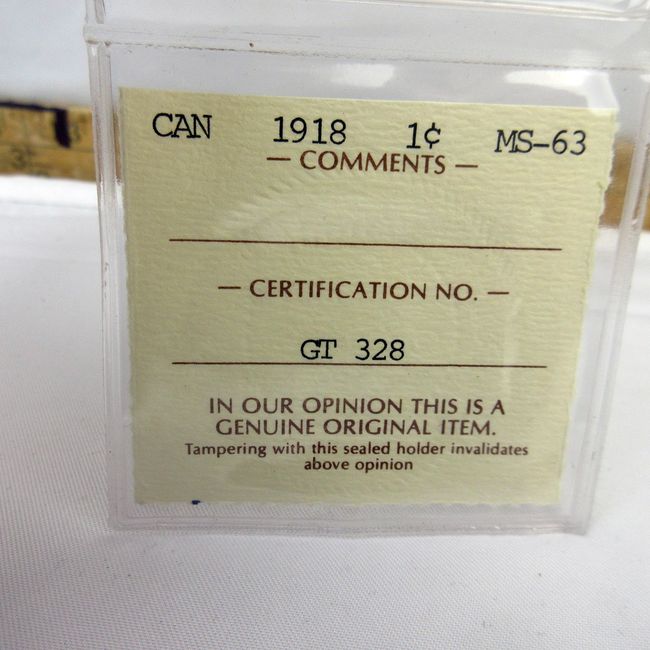 CAN 1918 1¢ MS-63
— COMMENTS —
— CERTIFICATION NO. —
GT 328
IN OUR OPINION THIS IS A
GENUINE ORIGINAL ITEM.
Tampering with this sealed holder invalidates
above opinion